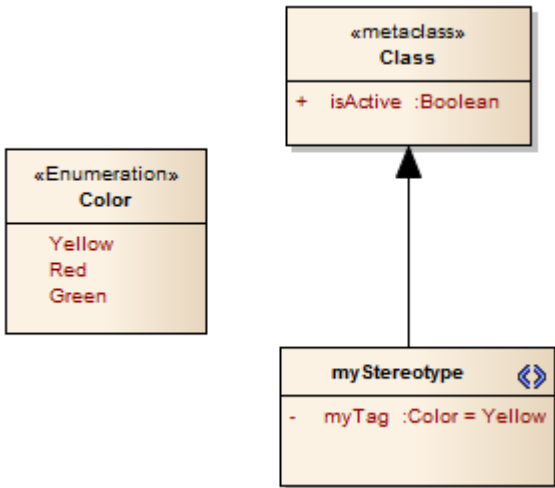 «metaclass»
Class
+ isActive :Boolean
«Enumeration»
Color
Yellow
Red
Green
myStereotype
- myTag :Color = Yellow